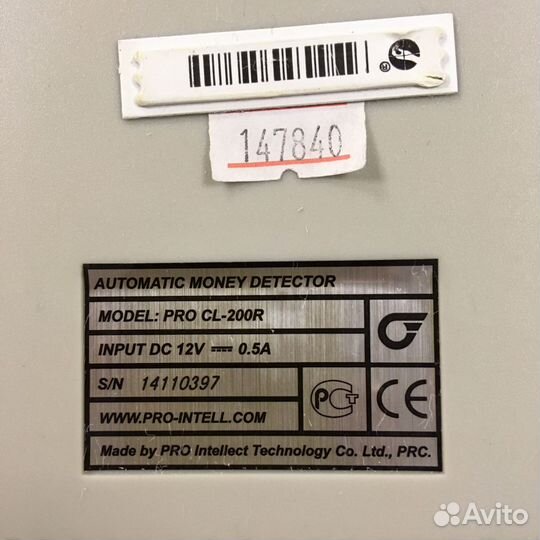 ®
147840
AUTOMATIC MONEY DETECTOR
MODEL: PRO CL-200R
INPUT DC 12V ⎓ 0.5A
S/N 14110397
РСТ
CE
WWW.PRO-INTELL.COM
Made by PRO Intellect Technology Co. Ltd., PRC.
Avito